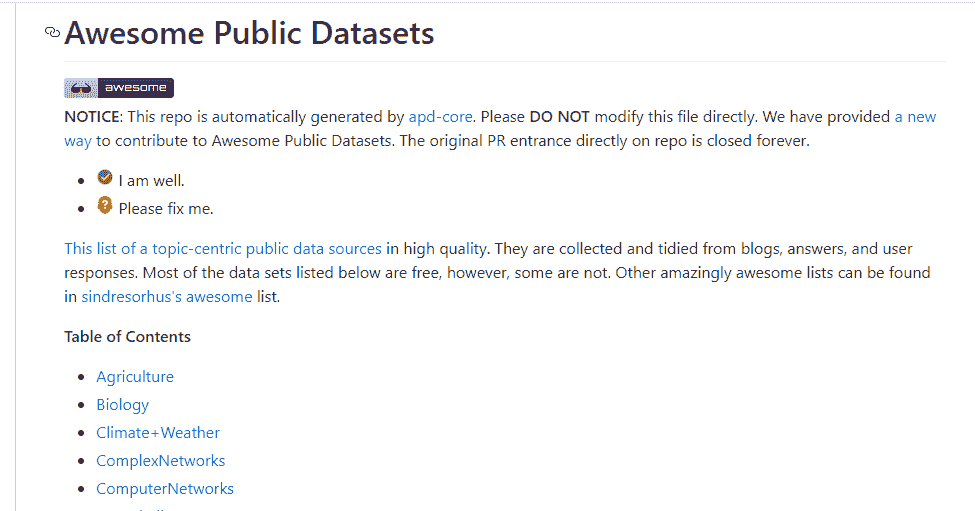 Awesome Public Datasets
awesome
NOTICE: This repo is automatically generated by apd-core. Please DO NOT modify this file directly. We have provided a new
way to contribute to Awesome Public Datasets. The original PR entrance directly on repo is closed forever.
I am well.
Please fix me.
This list of a topic-centric public data sources in high quality. They are collected and tidied from blogs, answers, and user
responses. Most of the data sets listed below are free, however, some are not. Other amazingly awesome lists can be found
in sindresorhus's awesome list.
Table of Contents
Agriculture
Biology
Climate+Weather
ComplexNetworks
ComputerNetworks